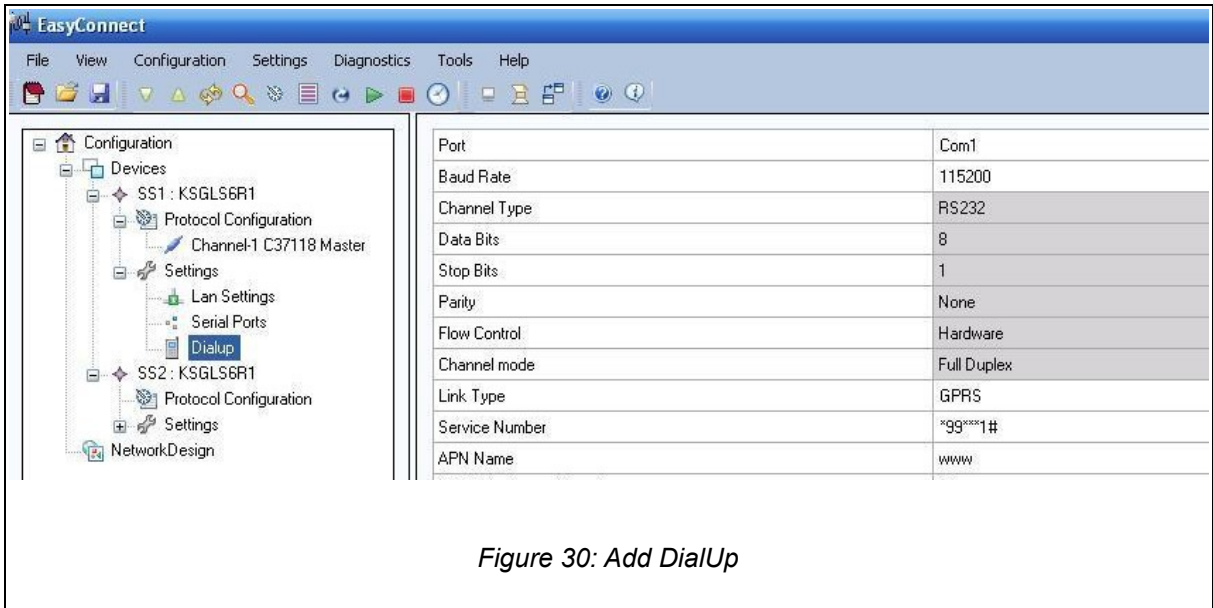 EasyConnect
File View Configuration Settings Diagnostics Tools Help
Configuration
Devices
SS1 : KSGLS6R1
Protocol Configuration
Channel-1 C37118 Master
Settings
Lan Settings
Serial Ports
Dialup
SS2 : KSGLS6R1
Protocol Configuration
Settings
NetworkDesign
Port Com1
Baud Rate 115200
Channel Type RS232
Data Bits 8
Stop Bits 1
Parity None
Flow Control Hardware
Channel mode Full Duplex
Link Type GPRS
Service Number *99***1#
APN Name www
Figure 30: Add DialUp